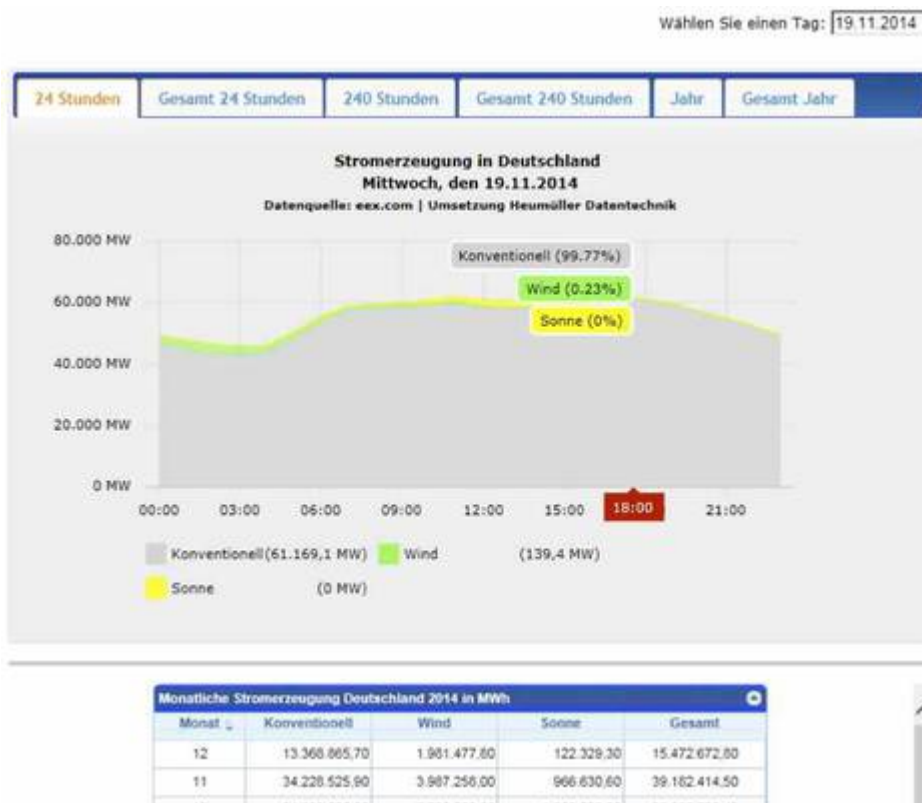 Wählen Sie einen Tag: 19.11.2014
24 Stunden Gesamt 24 Stunden 240 Stunden Gesamt 240 Stunden Jahr Gesamt Jahr
Stromerzeugung in Deutschland
Mittwoch, den 19.11.2014
Datenquelle: eex.com | Umsetzung Heumüller Datentechnik
80.000 MW
Konventionell (99.77%)
Wind (0.23%)
60.000 MW
Sonne (0%)
40.000 MW
20.000 MW
0 MW
00:00 03:00 06:00 09:00 12:00 15:00 18:00 21:00
Konventionell (61.169,1 MW) Wind (139,4 MW)
Sonne (0 MW)
Monatliche Stromerzeugung Deutschland 2014 in MWh
Monat Konventionell Wind Sonne Gesamt
12 13.368.865,70 1.981.477,80 122.329,30 15.472.672,80
11 34.228.525,90 3.987.258,00 966.630,60 39.182.414,50